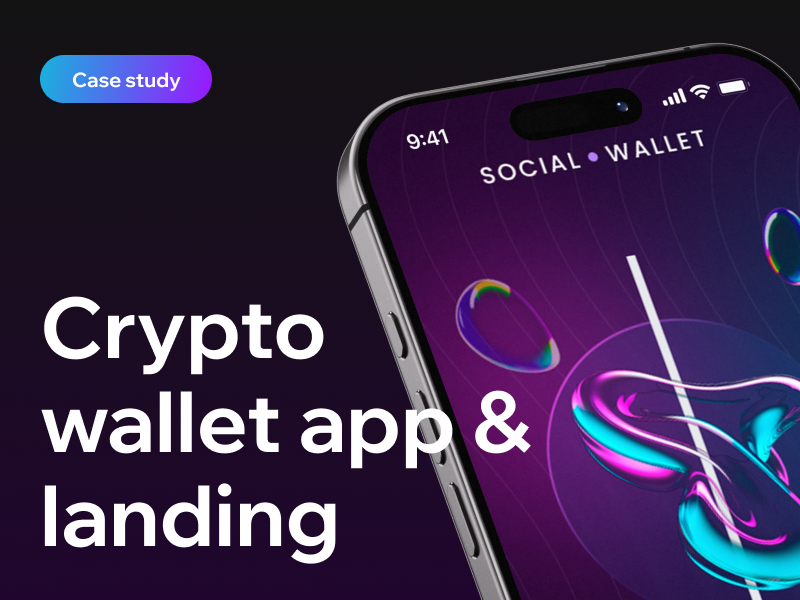 Case study
9:41
SOCIAL • WALLET
Crypto
wallet app &
landing